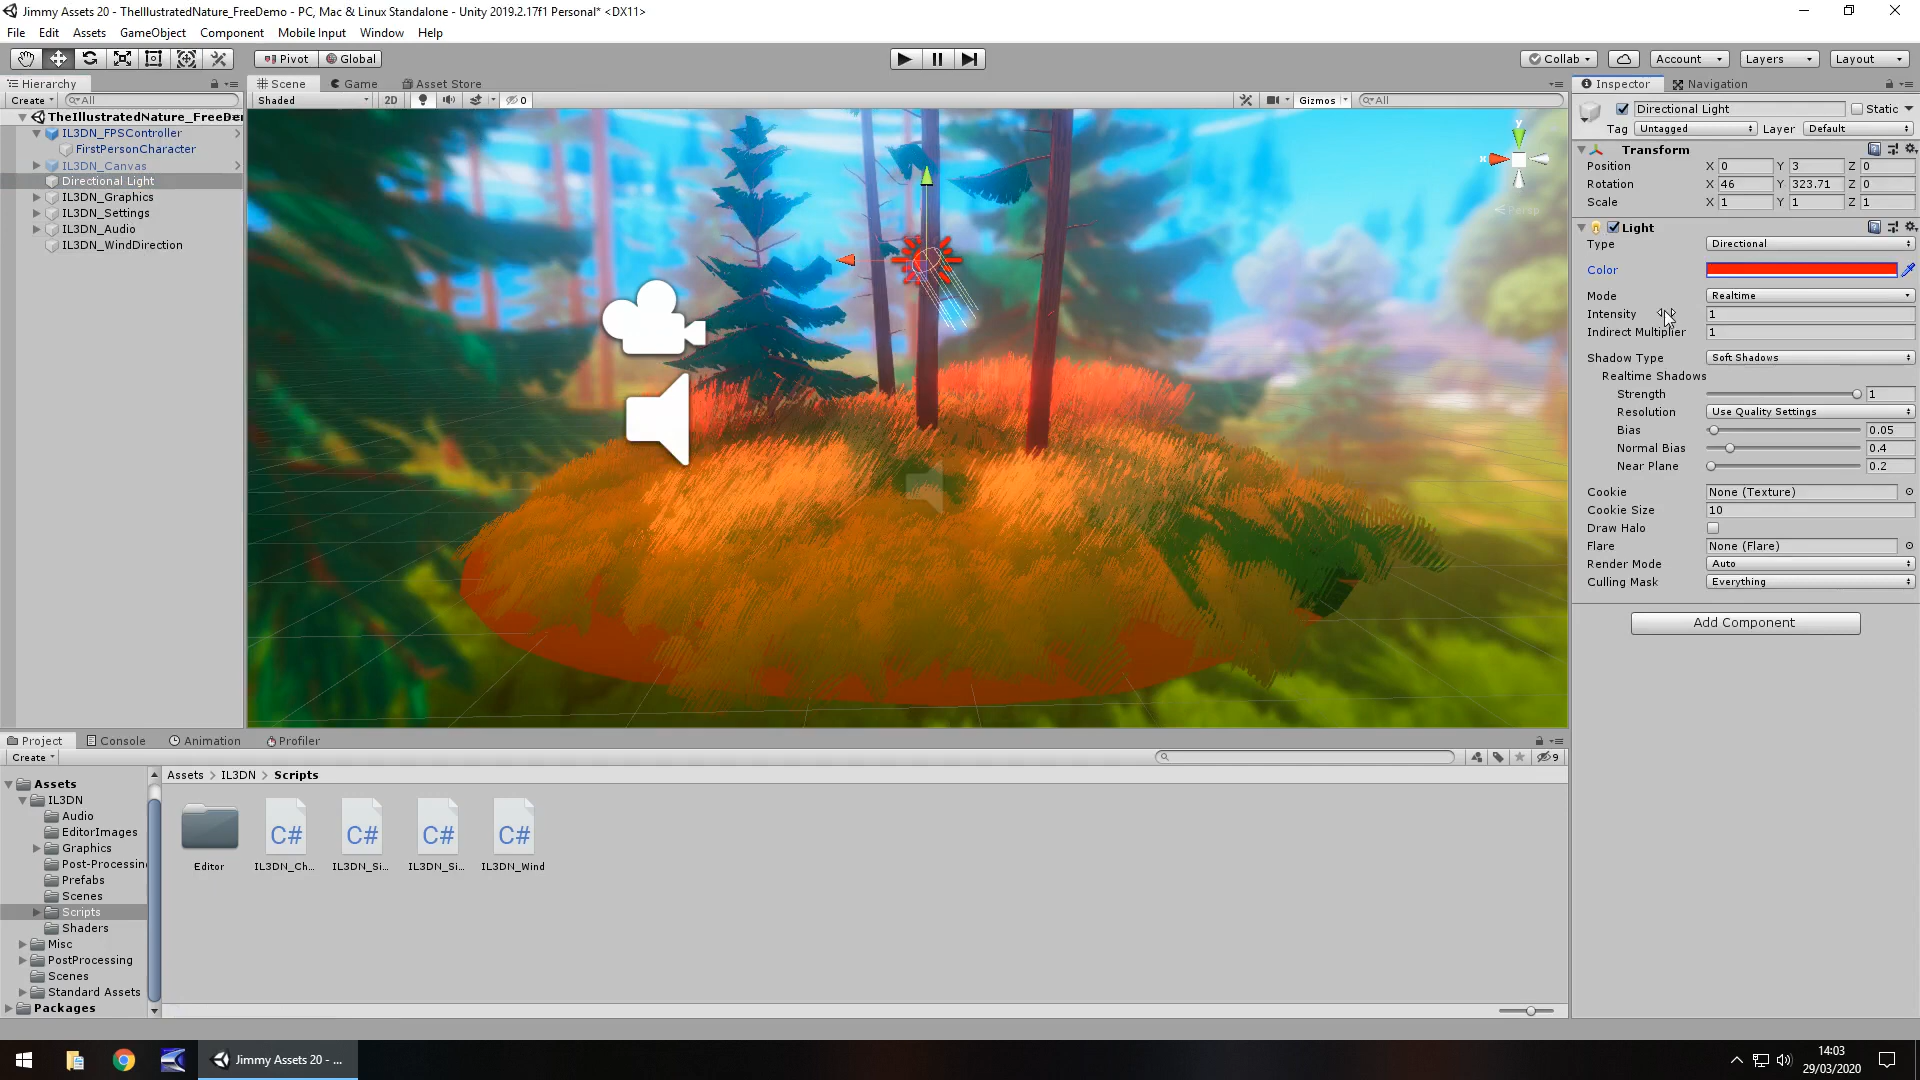 Jimmy Assets 20 - TheIllustratedNature_FreeDemo - PC, Mac & Linux Standalone - Unity 2019.2.17f1 Personal* <DX11>
File Edit Assets GameObject Component Mobile Input Window Help
Pivot Global Collab Account Layers Layout
Hierarchy
Create All
TheIllustratedNature_FreeDe
IL3DN_FPSController
FirstPersonCharacter
IL3DN_Canvas
Directional Light
IL3DN_Graphics
IL3DN_Settings
IL3DN_Audio
IL3DN_WindDirection
Scene Game Asset Store
Shaded 2D 0 Gizmos All
y
x
Persp
Inspector Navigation
Directional Light Static
Tag Untagged Layer Default
Transform
Position X 0 Y 3 Z 0
Rotation X 46 Y 323.71 Z 0
Scale X 1 Y 1 Z 1
Light
Type Directional
Color
Mode Realtime
Intensity 1
Indirect Multiplier 1
Shadow Type Soft Shadows
Realtime Shadows
Strength 1
Resolution Use Quality Settings
Bias 0.05
Normal Bias 0.4
Near Plane 0.2
Cookie None (Texture)
Cookie Size 10
Draw Halo
Flare None (Flare)
Render Mode Auto
Culling Mask Everything
Add Component
Project Console Animation Profiler
Create 9
Assets
IL3DN
Audio
EditorImages
Graphics
Post-Processin
Prefabs
Scenes
Scripts
Shaders
Misc
PostProcessing
Scenes
Standard Assets
Packages
Assets > IL3DN > Scripts
C# C# C# C#
Editor IL3DN_Ch... IL3DN_Si... IL3DN_Si... IL3DN_Wind
Jimmy Assets 20 - ...
14:03
29/03/2020